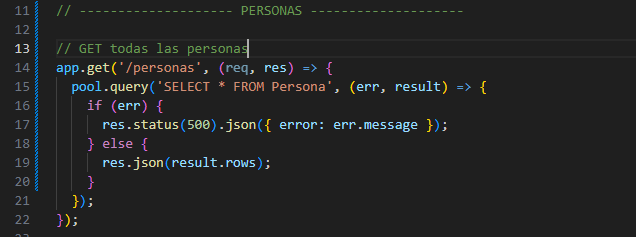 11 // -------------------- PERSONAS --------------------
12
13 // GET todas las personas
14 app.get('/personas', (req, res) => {
15   pool.query('SELECT * FROM Persona', (err, result) => {
16     if (err) {
17       res.status(500).json({ error: err.message });
18     } else {
19       res.json(result.rows);
20     }
21   });
22 });